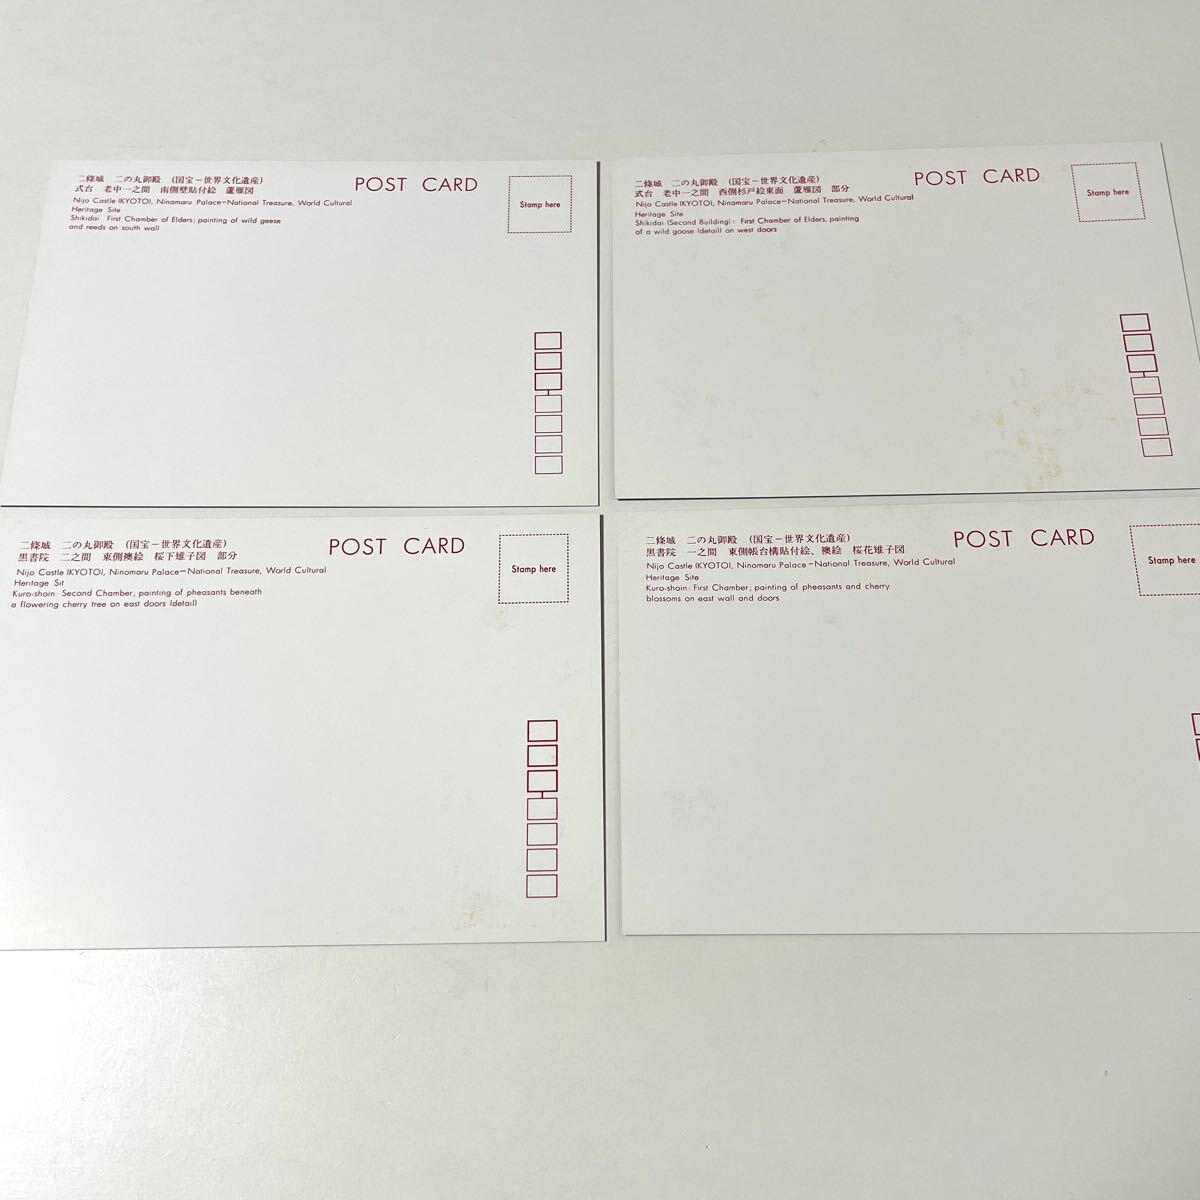 二條城　二の丸御殿　(国宝－世界文化遺産)
式台　老中一之間　南側壁貼付絵　蘆雁図
Nijo Castle (KYOTO), Ninomaru Palace—National Treasure, World Cultural
Heritage Site
Shikidai: First Chamber of Elders; painting of wild geese
and reeds on south wall
POST CARD
Stamp here
二條城　二の丸御殿　(国宝－世界文化遺産)
式台　老中一之間　西側杉戸絵東面　蘆雁図　部分
Nijo Castle (KYOTO), Ninomaru Palace—National Treasure, World Cultural
Heritage Site
Shikidai (Second Building): First Chamber of Elders, painting
of a wild goose (detail) on west doors
POST CARD
Stamp here
二條城　二の丸御殿　(国宝－世界文化遺産)
黒書院　二之間　東側襖絵　桜下雉子図　部分
Nijo Castle (KYOTO), Ninomaru Palace—National Treasure, World Cultural
Heritage Sit
Kuro-shoin: Second Chamber; painting of pheasants beneath
a flowering cherry tree on east doors (detail)
POST CARD
Stamp here
二條城　二の丸御殿　(国宝－世界文化遺産)
黒書院　一之間　東側帳台構貼付絵、襖絵　桜花雉子図
Nijo Castle (KYOTO), Ninomaru Palace—National Treasure, World Cultural
Heritage Site
Kuro-shoin: First Chamber; painting of pheasants and cherry
blossoms on east wall and doors
POST CARD
Stamp here